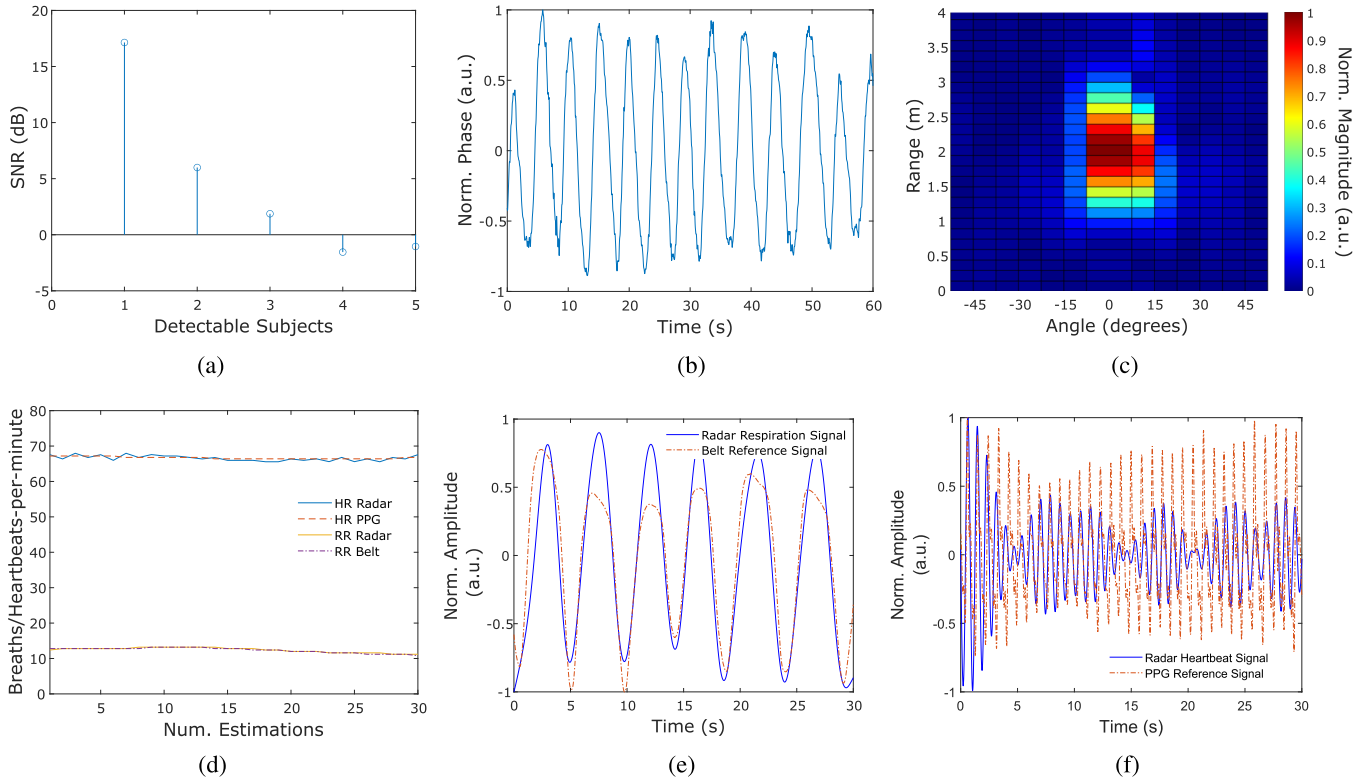 20
15
10
5
0
-5
0 1 2 3 4 5
SNR (dB)
Detectable Subjects
(a)
1
0.5
0
-0.5
-1
0 10 20 30 40 50 60
Norm. Phase (a.u.)
Time (s)
(b)
4
3.5
3
2.5
2
1.5
1
0.5
0
-45 -30 -15 0 15 30 45
Range (m)
Angle (degrees)
1
0.9
0.8
0.7
0.6
0.5
0.4
0.3
0.2
0.1
0
Norm. Magnitude (a.u.)
(c)
80
70
60
50
40
30
20
10
0
5 10 15 20 25 30
Breaths/Heartbeats-per-minute
Num. Estimations
HR Radar
HR PPG
RR Radar
RR Belt
(d)
1
0.5
0
-0.5
-1
0 5 10 15 20 25 30
Norm. Amplitude
(a.u.)
Time (s)
Radar Respiration Signal
Belt Reference Signal
(e)
1
0.5
0
-0.5
-1
0 5 10 15 20 25 30
Norm. Amplitude
(a.u.)
Time (s)
Radar Heartbeat Signal
PPG Reference Signal
(f)